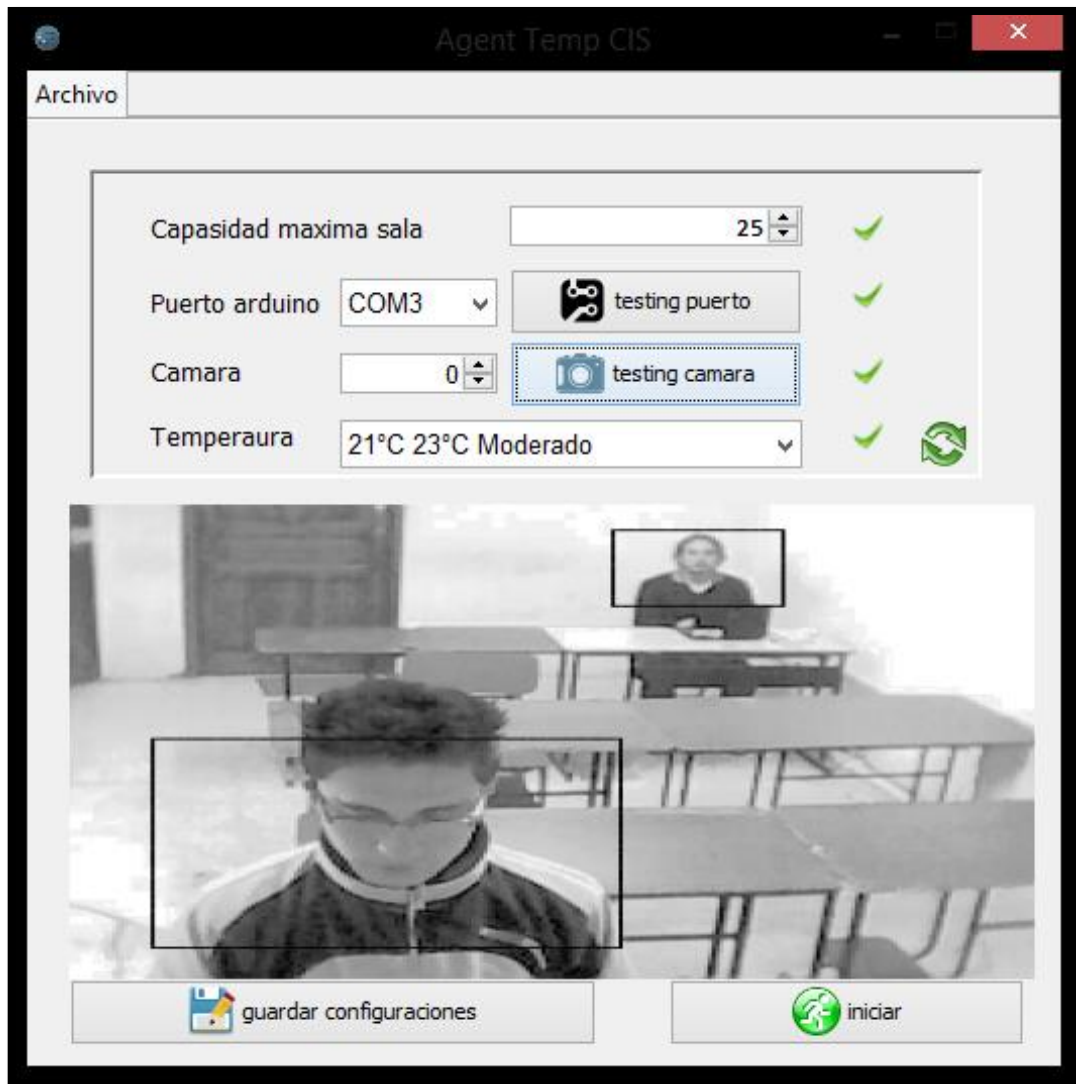 Agent Temp CIS
Archivo
Capasidad maxima sala 25
Puerto arduino COM3 testing puerto
Camara 0 testing camara
Temperaura 21°C 23°C Moderado
guardar configuraciones iniciar